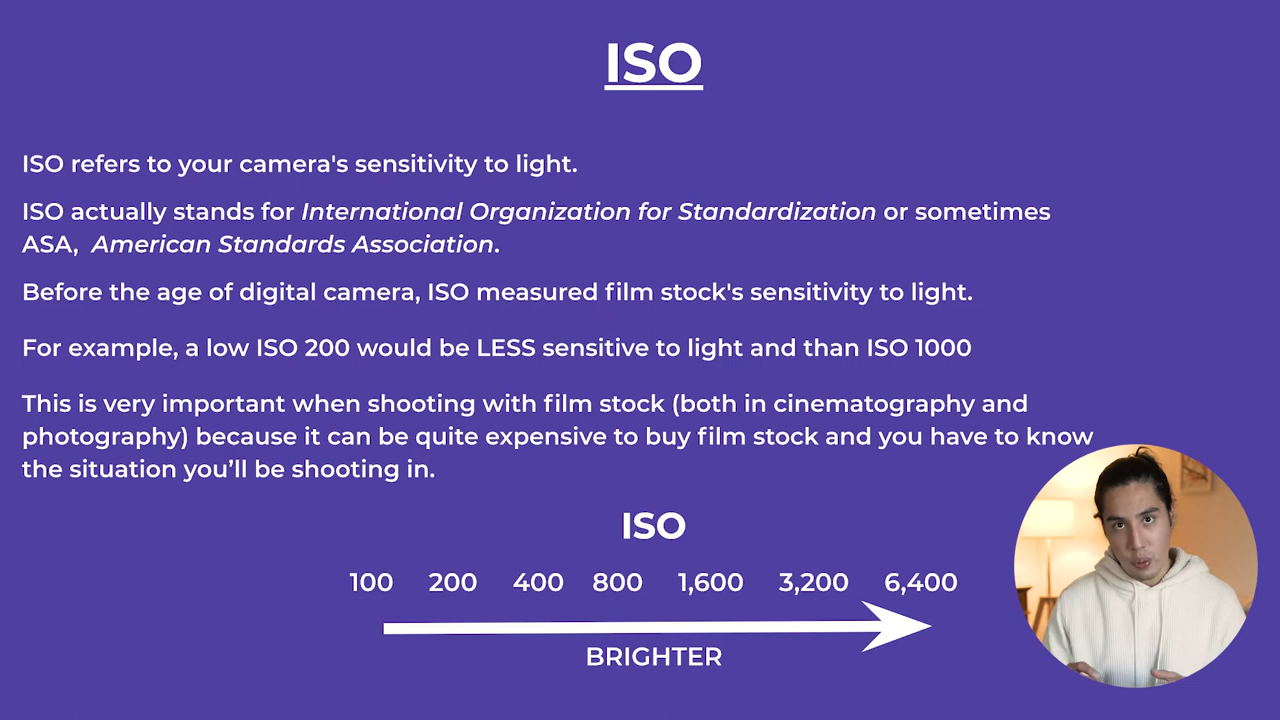 ISO
ISO refers to your camera's sensitivity to light.
ISO actually stands for International Organization for Standardization or sometimes
ASA,  American Standards Association.
Before the age of digital camera, ISO measured film stock's sensitivity to light.
For example, a low ISO 200 would be LESS sensitive to light and than ISO 1000
This is very important when shooting with film stock (both in cinematography and
photography) because it can be quite expensive to buy film stock and you have to know
the situation you’ll be shooting in.
ISO
100 200 400 800 1,600 3,200 6,400
BRIGHTER